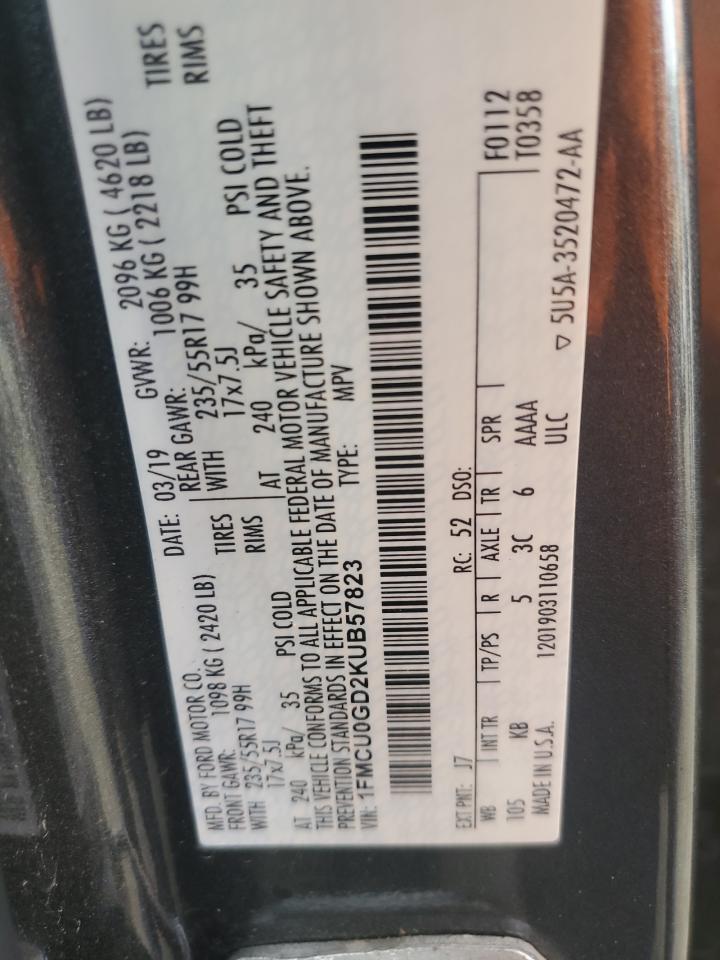 MFD. BY FORD MOTOR CO.
DATE: 03/19 GVWR: 2096 KG ( 4620 LB)
FRONT GAWR: 1098 KG ( 2420 LB) REAR GAWR: 1006 KG ( 2218 LB)
WITH 235/55R17 99H TIRES WITH 235/55R17 99H TIRES
17x7.5J RIMS 17x7.5J RIMS
AT 240 kPa/ 35 PSI COLD AT 240 kPa/ 35 PSI COLD
THIS VEHICLE CONFORMS TO ALL APPLICABLE FEDERAL MOTOR VEHICLE SAFETY AND THEFT
PREVENTION STANDARDS IN EFFECT ON THE DATE OF MANUFACTURE SHOWN ABOVE.
VIN: 1FMCU0GD2KUB57823 TYPE: MPV
F0112
EXT PNT: J7 RC: 52 DSO: T0358
WB INT TR TP/PS R AXLE TR SPR
105 KB 5 3C 6 AAAA
MADE IN U.S.A. 1201903110658 ULC ▽ 5U5A-3520472-AA